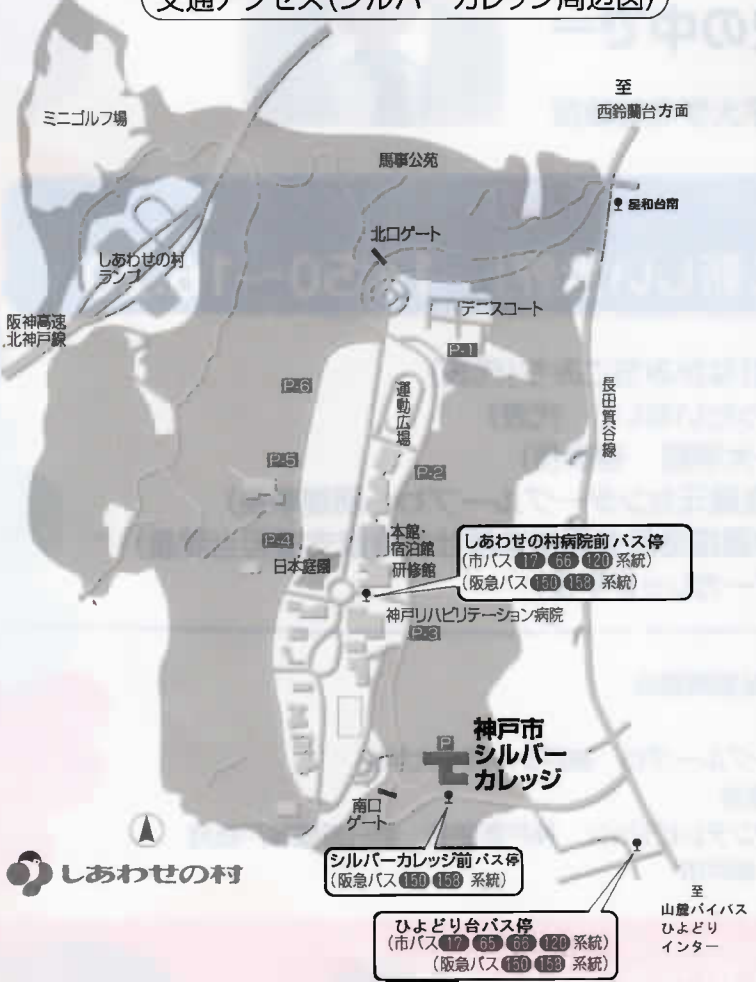 交通アクセス(シルバーカレッジ周辺図)
至
西鈴蘭台方面
ミニゴルフ場
馬事公苑
星和台南
北口ゲート
しあわせの村
ランプ
テニスコート
阪神高速
北神戸線
P-1
P-6
運動広場
長田箕谷線
P-5
P-2
本館・
宿泊館
P-4
日本庭園
研修館
しあわせの村病院前バス停
(市バス 17 66 120 系統)
(阪急バス 150 158 系統)
神戸リハビリテーション病院
P-3
P
神戸市
シルバー
カレッジ
南口
ゲート
しあわせの村
シルバーカレッジ前バス停
(阪急バス 150 158 系統)
ひよどり台バス停
(市バス 17 65 66 120 系統)
(阪急バス 150 158 系統)
至
山麓バイパス
ひよどり
インター